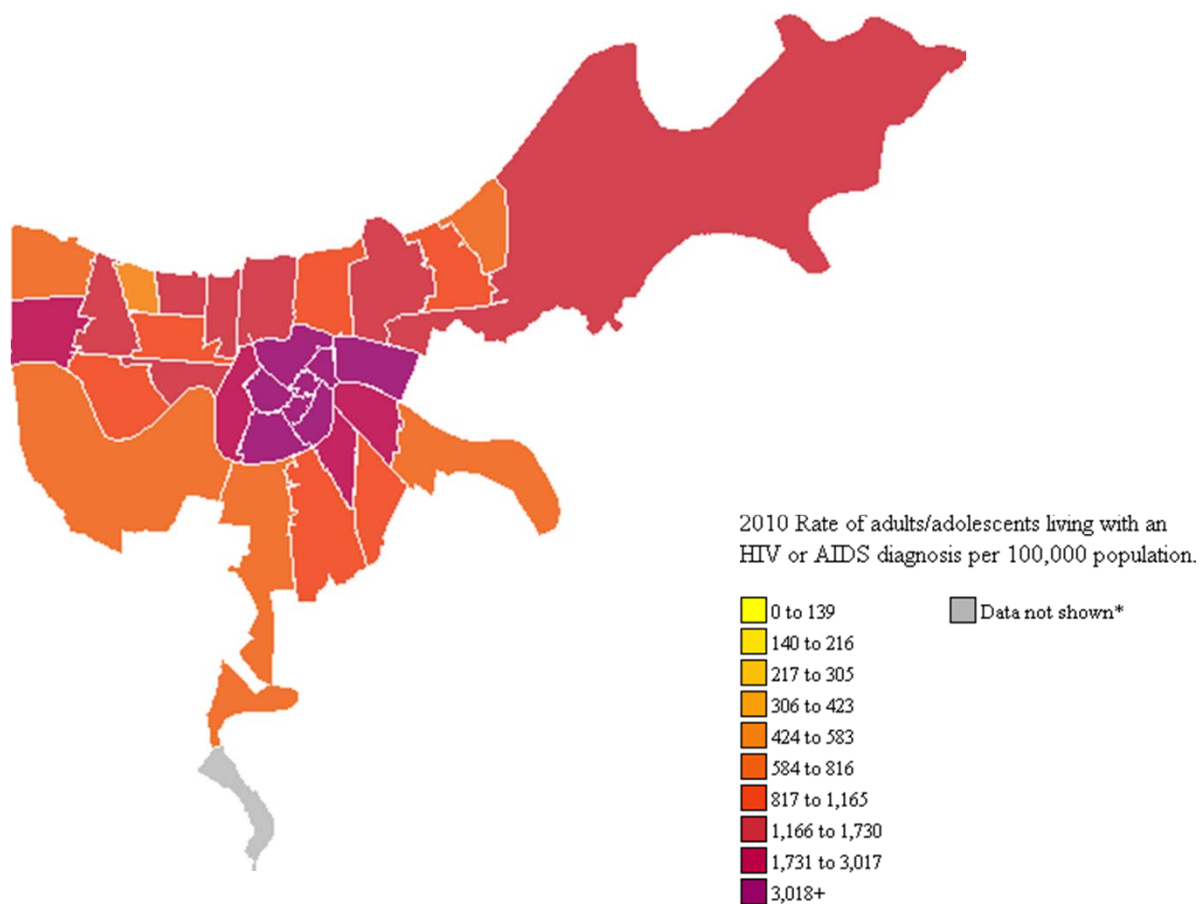 2010 Rate of adults/adolescents living with an
HIV or AIDS diagnosis per 100,000 population.
0 to 139
Data not shown*
140 to 216
217 to 305
306 to 423
424 to 583
584 to 816
817 to 1,165
1,166 to 1,730
1,731 to 3,017
3,018+